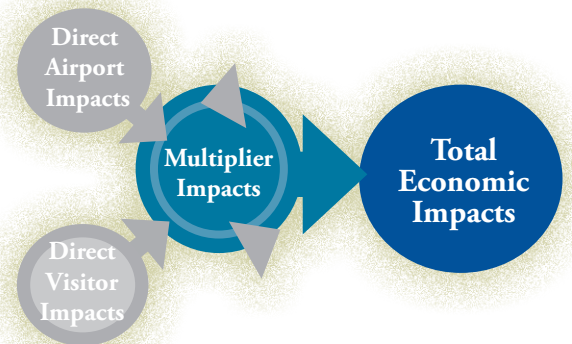 Direct
Airport
Impacts
Multiplier
Impacts
Total
Economic
Impacts
Direct
Visitor
Impacts